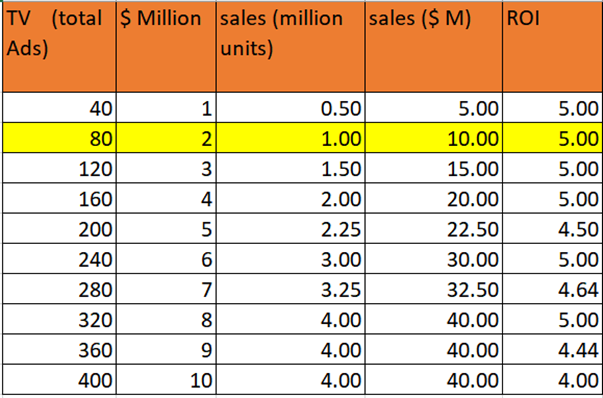 TV (total Ads) $ Million sales (million units) sales ($ M) ROI
40 1 0.50 5.00 5.00
80 2 1.00 10.00 5.00
120 3 1.50 15.00 5.00
160 4 2.00 20.00 5.00
200 5 2.25 22.50 4.50
240 6 3.00 30.00 5.00
280 7 3.25 32.50 4.64
320 8 4.00 40.00 5.00
360 9 4.00 40.00 4.44
400 10 4.00 40.00 4.00